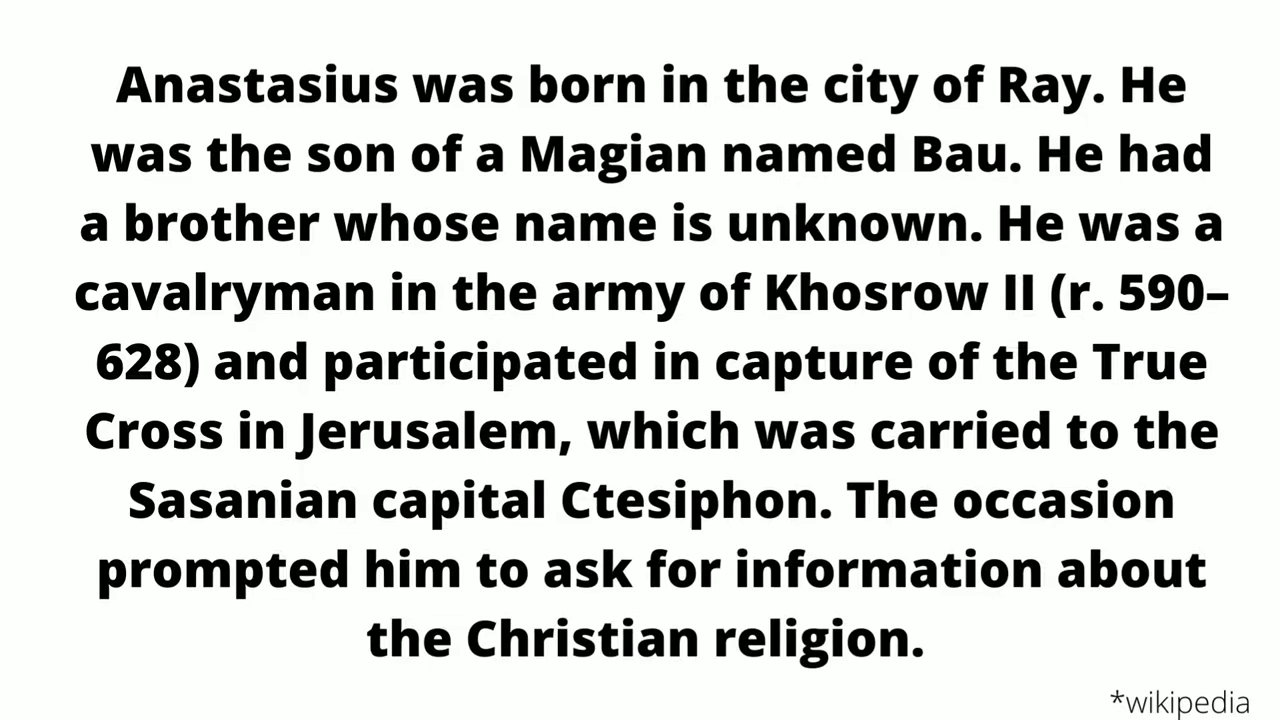 Anastasius was born in the city of Ray. He
was the son of a Magian named Bau. He had
a brother whose name is unknown. He was a
cavalryman in the army of Khosrow II (r. 590–
628) and participated in capture of the True
Cross in Jerusalem, which was carried to the
Sasanian capital Ctesiphon. The occasion
prompted him to ask for information about
the Christian religion.
*wikipedia